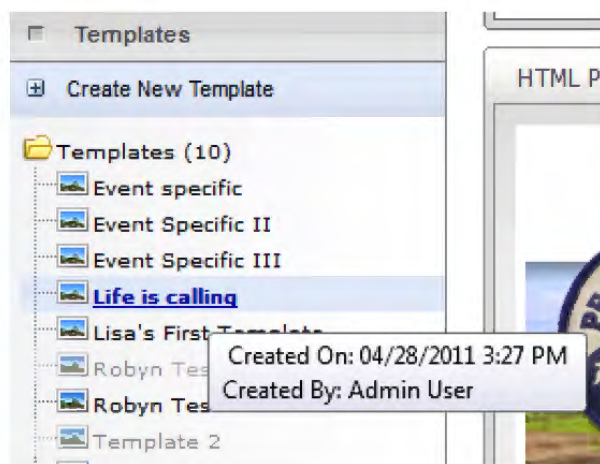 Templates
Create New Template
HTML P
Templates (10)
Event specific
Event Specific II
Event Specific III
Life is calling
Lisa's First Template
Created On: 04/28/2011 3:27 PM
Robyn Tes
Created By: Admin User
Robyn Tes
Template 2